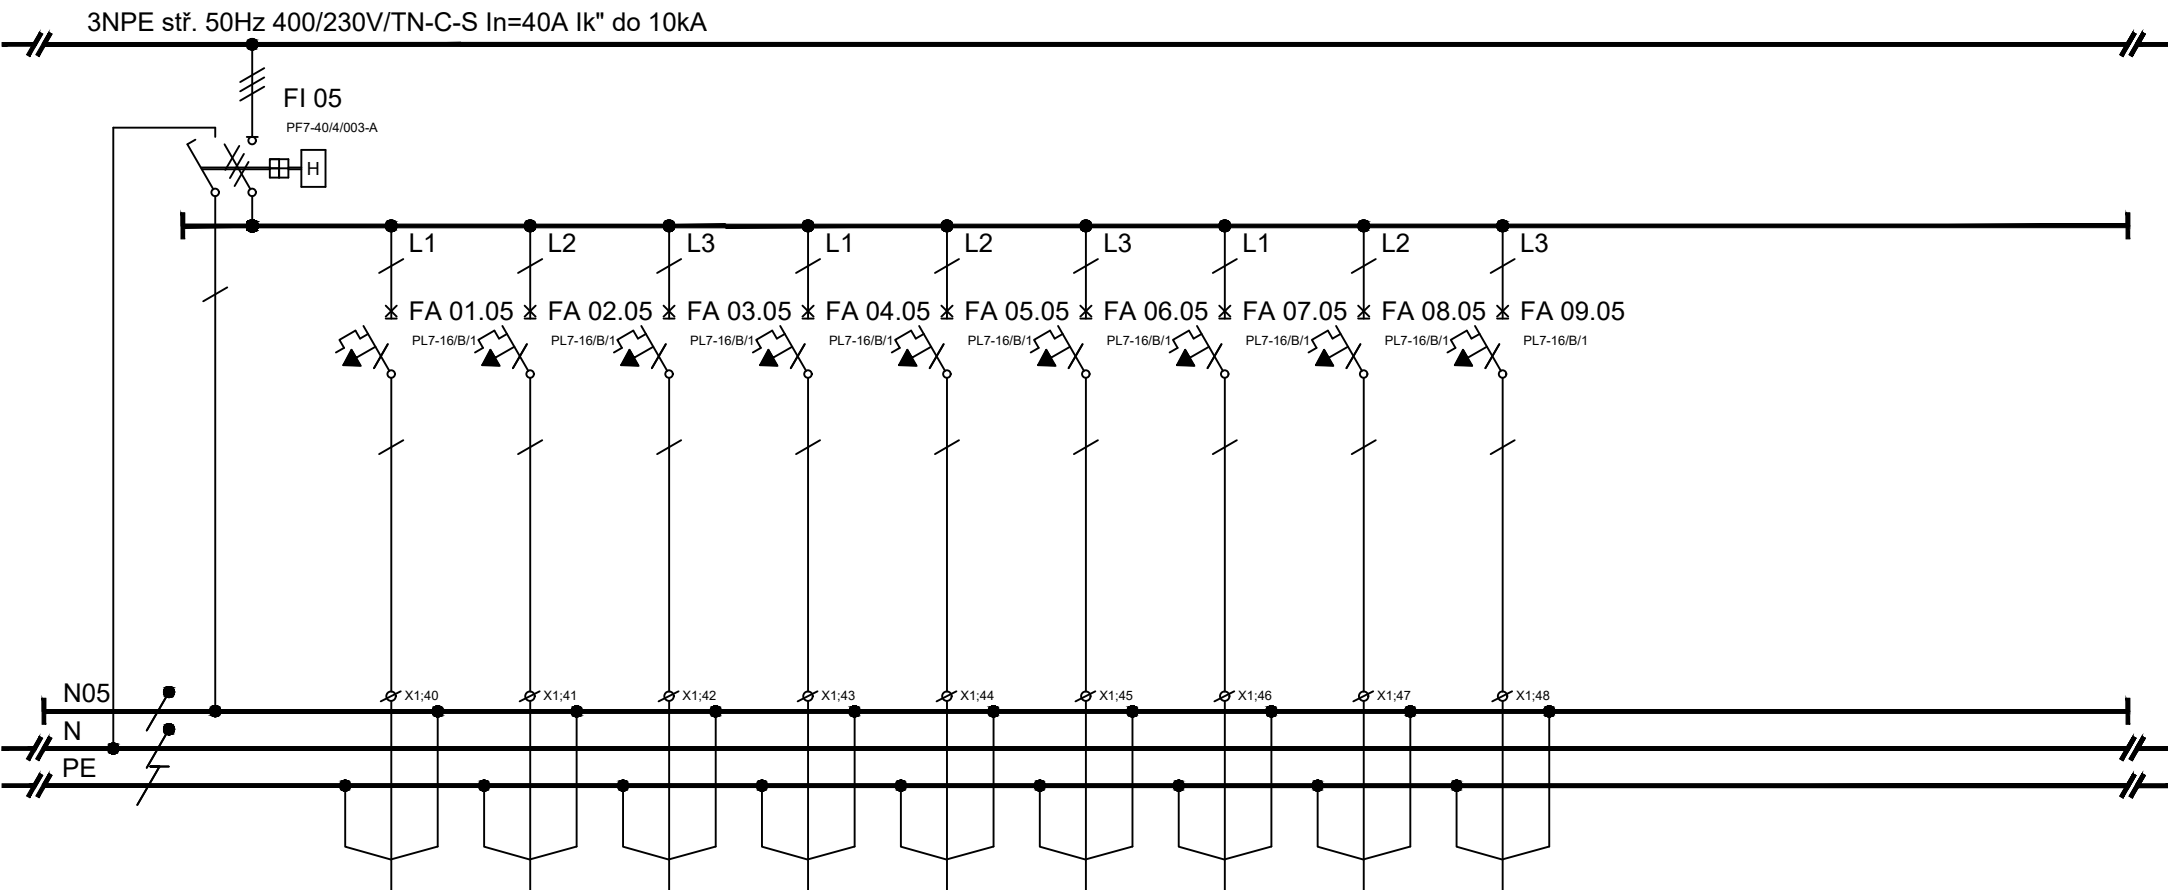 3NPE stř. 50Hz 400/230V/TN-C-S In=40A Ik" do 10kA
FI 05
PF7-40/4/003-A
H
L1 L2 L3 L1 L2 L3 L1 L2 L3
FA 01.05 FA 02.05 FA 03.05 FA 04.05 FA 05.05 FA 06.05 FA 07.05 FA 08.05 FA 09.05
PL7-16/B/1 PL7-16/B/1 PL7-16/B/1 PL7-16/B/1 PL7-16/B/1 PL7-16/B/1 PL7-16/B/1 PL7-16/B/1 PL7-16/B/1
N05 X1;40 X1;41 X1;42 X1;43 X1;44 X1;45 X1;46 X1;47 X1;48
N
PE